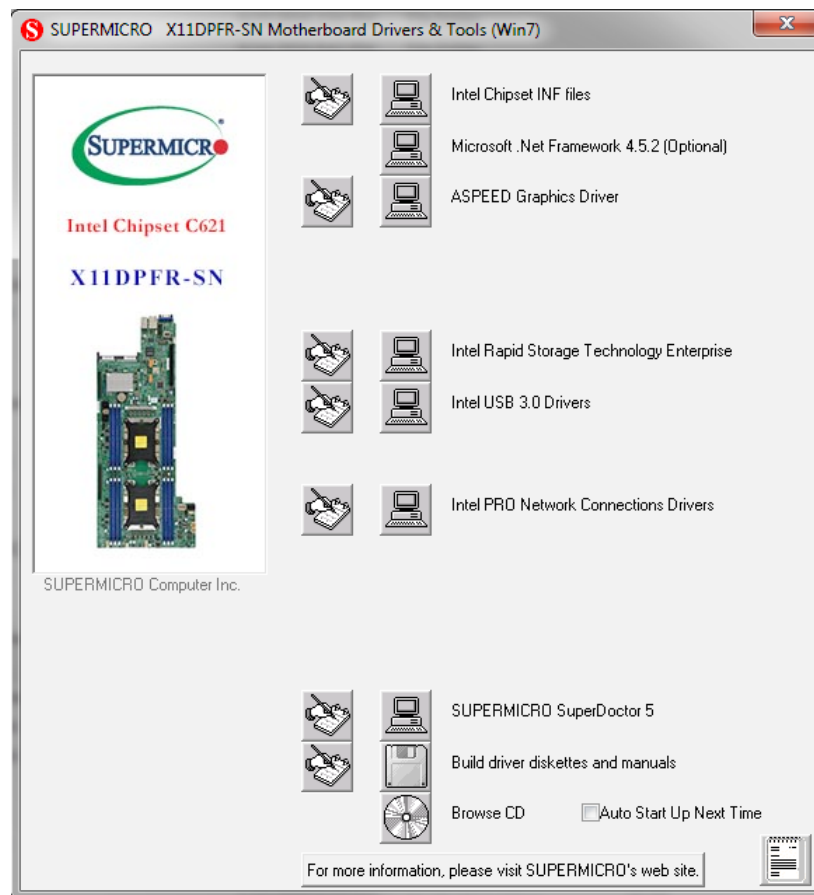 SUPERMICRO X11DPFR-SN Motherboard Drivers & Tools (Win7)
SUPERMICRO
Intel Chipset C621
X11DPFR-SN
SUPERMICRO Computer Inc.
Intel Chipset INF files
Microsoft .Net Framework 4.5.2 (Optional)
ASPEED Graphics Driver
Intel Rapid Storage Technology Enterprise
Intel USB 3.0 Drivers
Intel PRO Network Connections Drivers
SUPERMICRO SuperDoctor 5
Build driver diskettes and manuals
Browse CD Auto Start Up Next Time
For more information, please visit SUPERMICRO's web site.